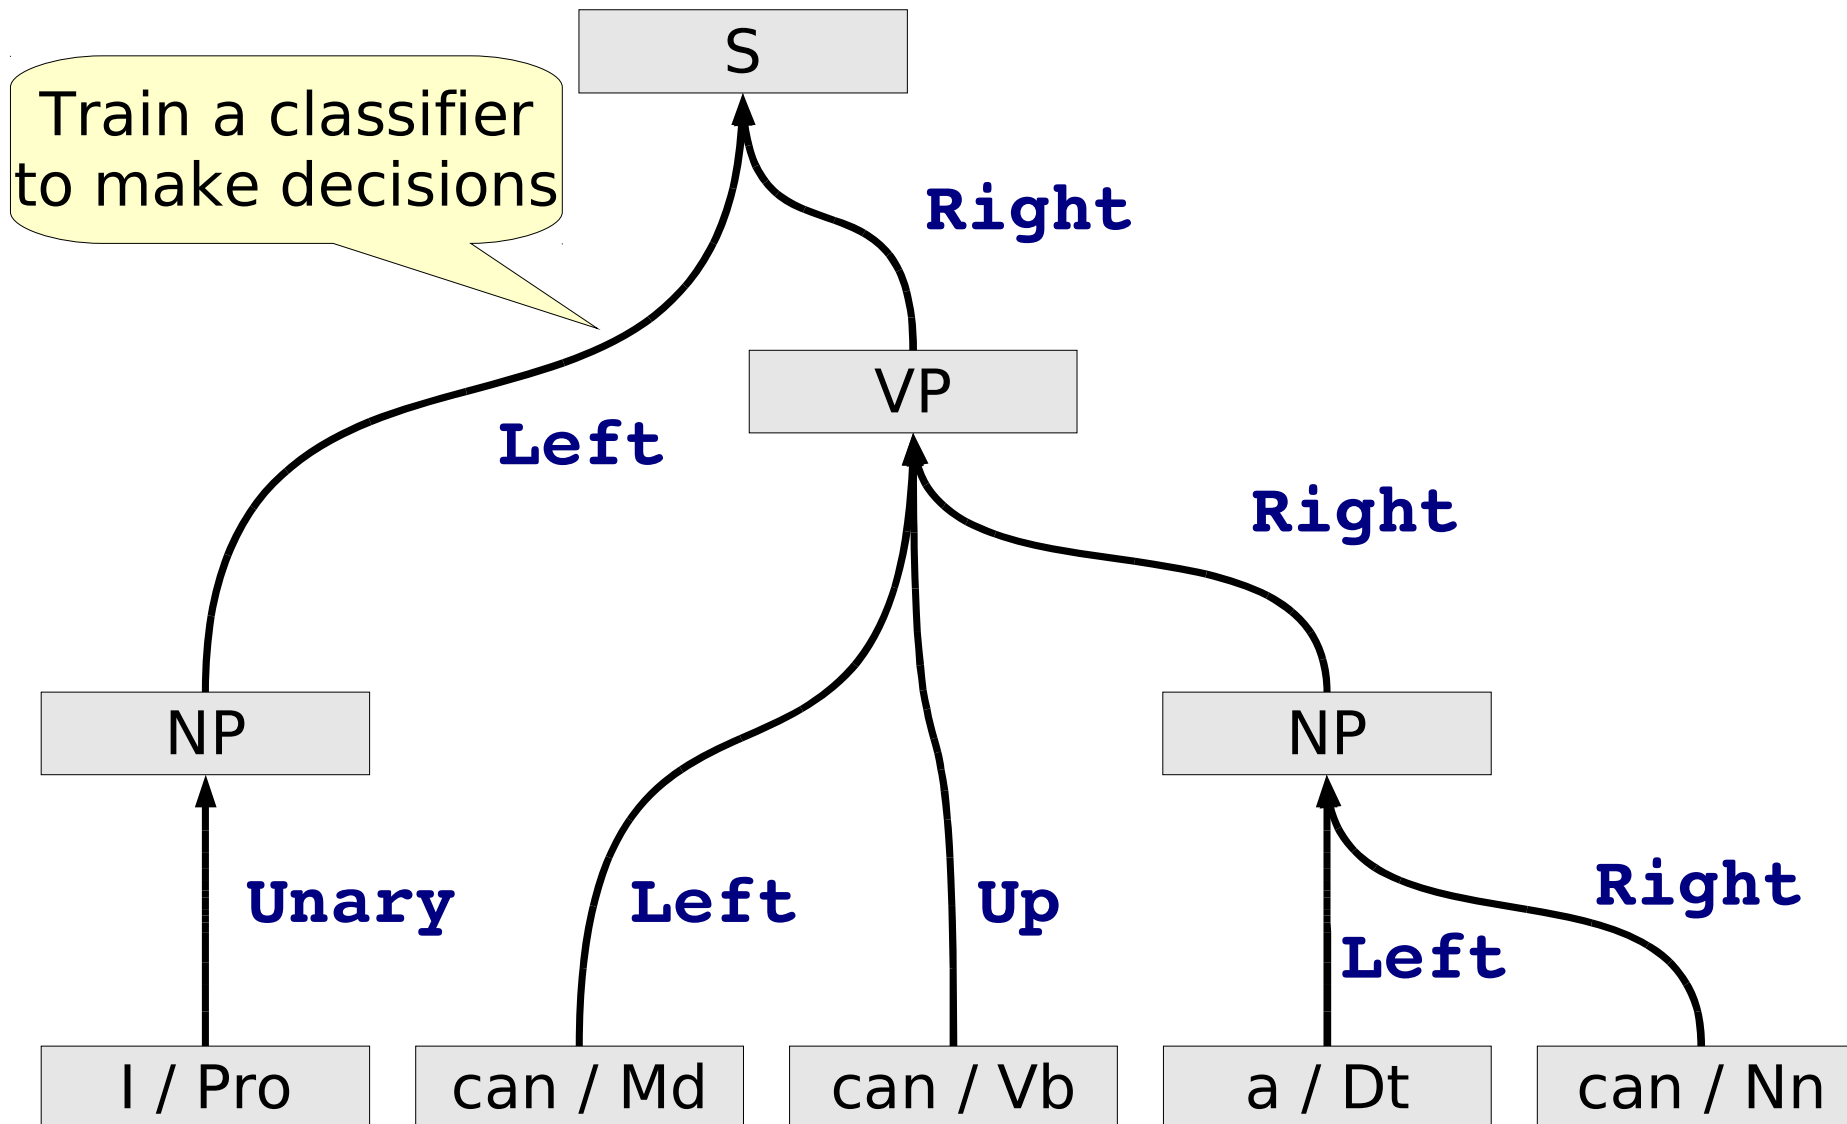 S
Train a classifier
to make decisions
Right
VP
Left
Right
NP
NP
Unary
Left
Up
Right
Left
I / Pro
can / Md
can / Vb
a / Dt
can / Nn